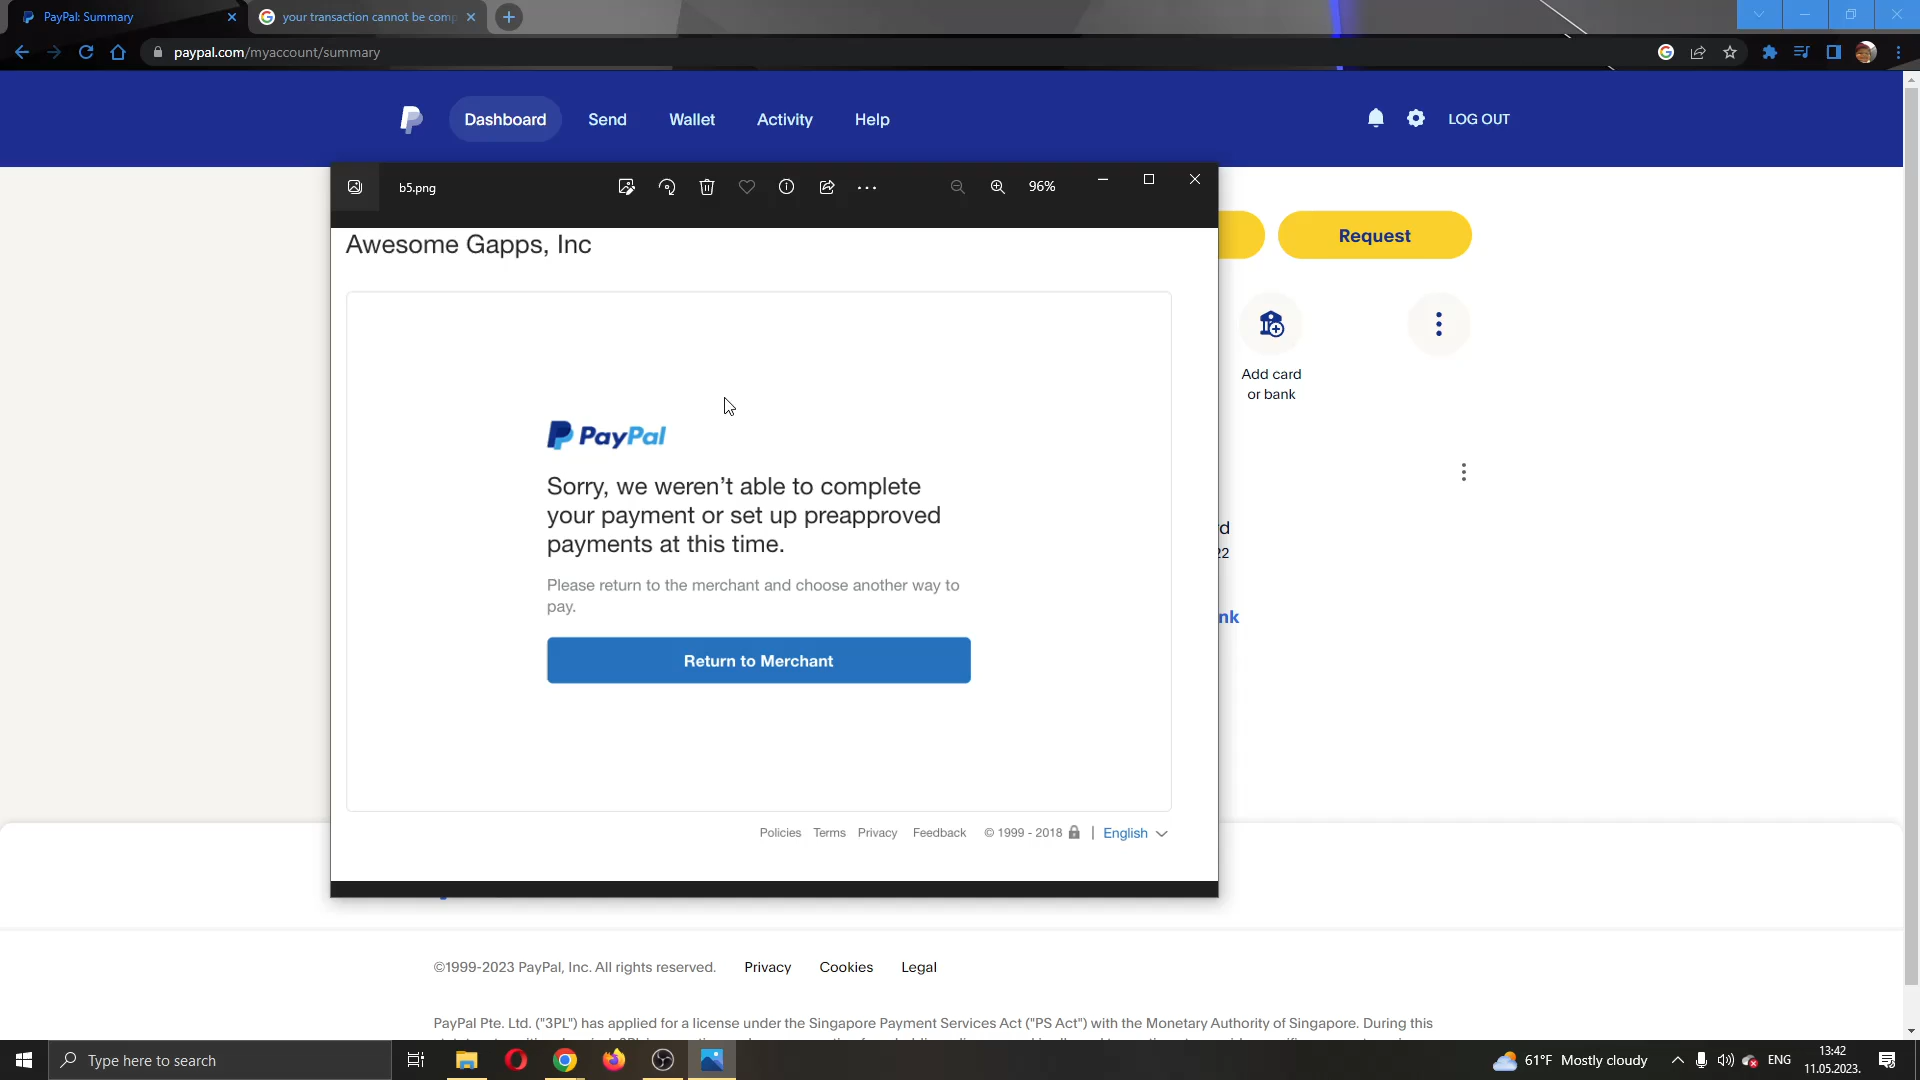 PayPal: Summary
your transaction cannot be comp
paypal.com/myaccount/summary
Dashboard
Send
Wallet
Activity
Help
LOG OUT
b5.png
96%
Awesome Gapps, Inc
Request
Add card
or bank
PayPal
Sorry, we weren't able to complete
your payment or set up preapproved
payments at this time.
Please return to the merchant and choose another way to
pay.
Return to Merchant
rd
22
nk
Policies Terms Privacy Feedback © 1999 - 2018 | English
©1999-2023 PayPal, Inc. All rights reserved. Privacy Cookies Legal
PayPal Pte. Ltd. ("3PL") has applied for a license under the Singapore Payment Services Act ("PS Act") with the Monetary Authority of Singapore. During this
Type here to search
61°F Mostly cloudy
ENG
13:42
11.05.2023.